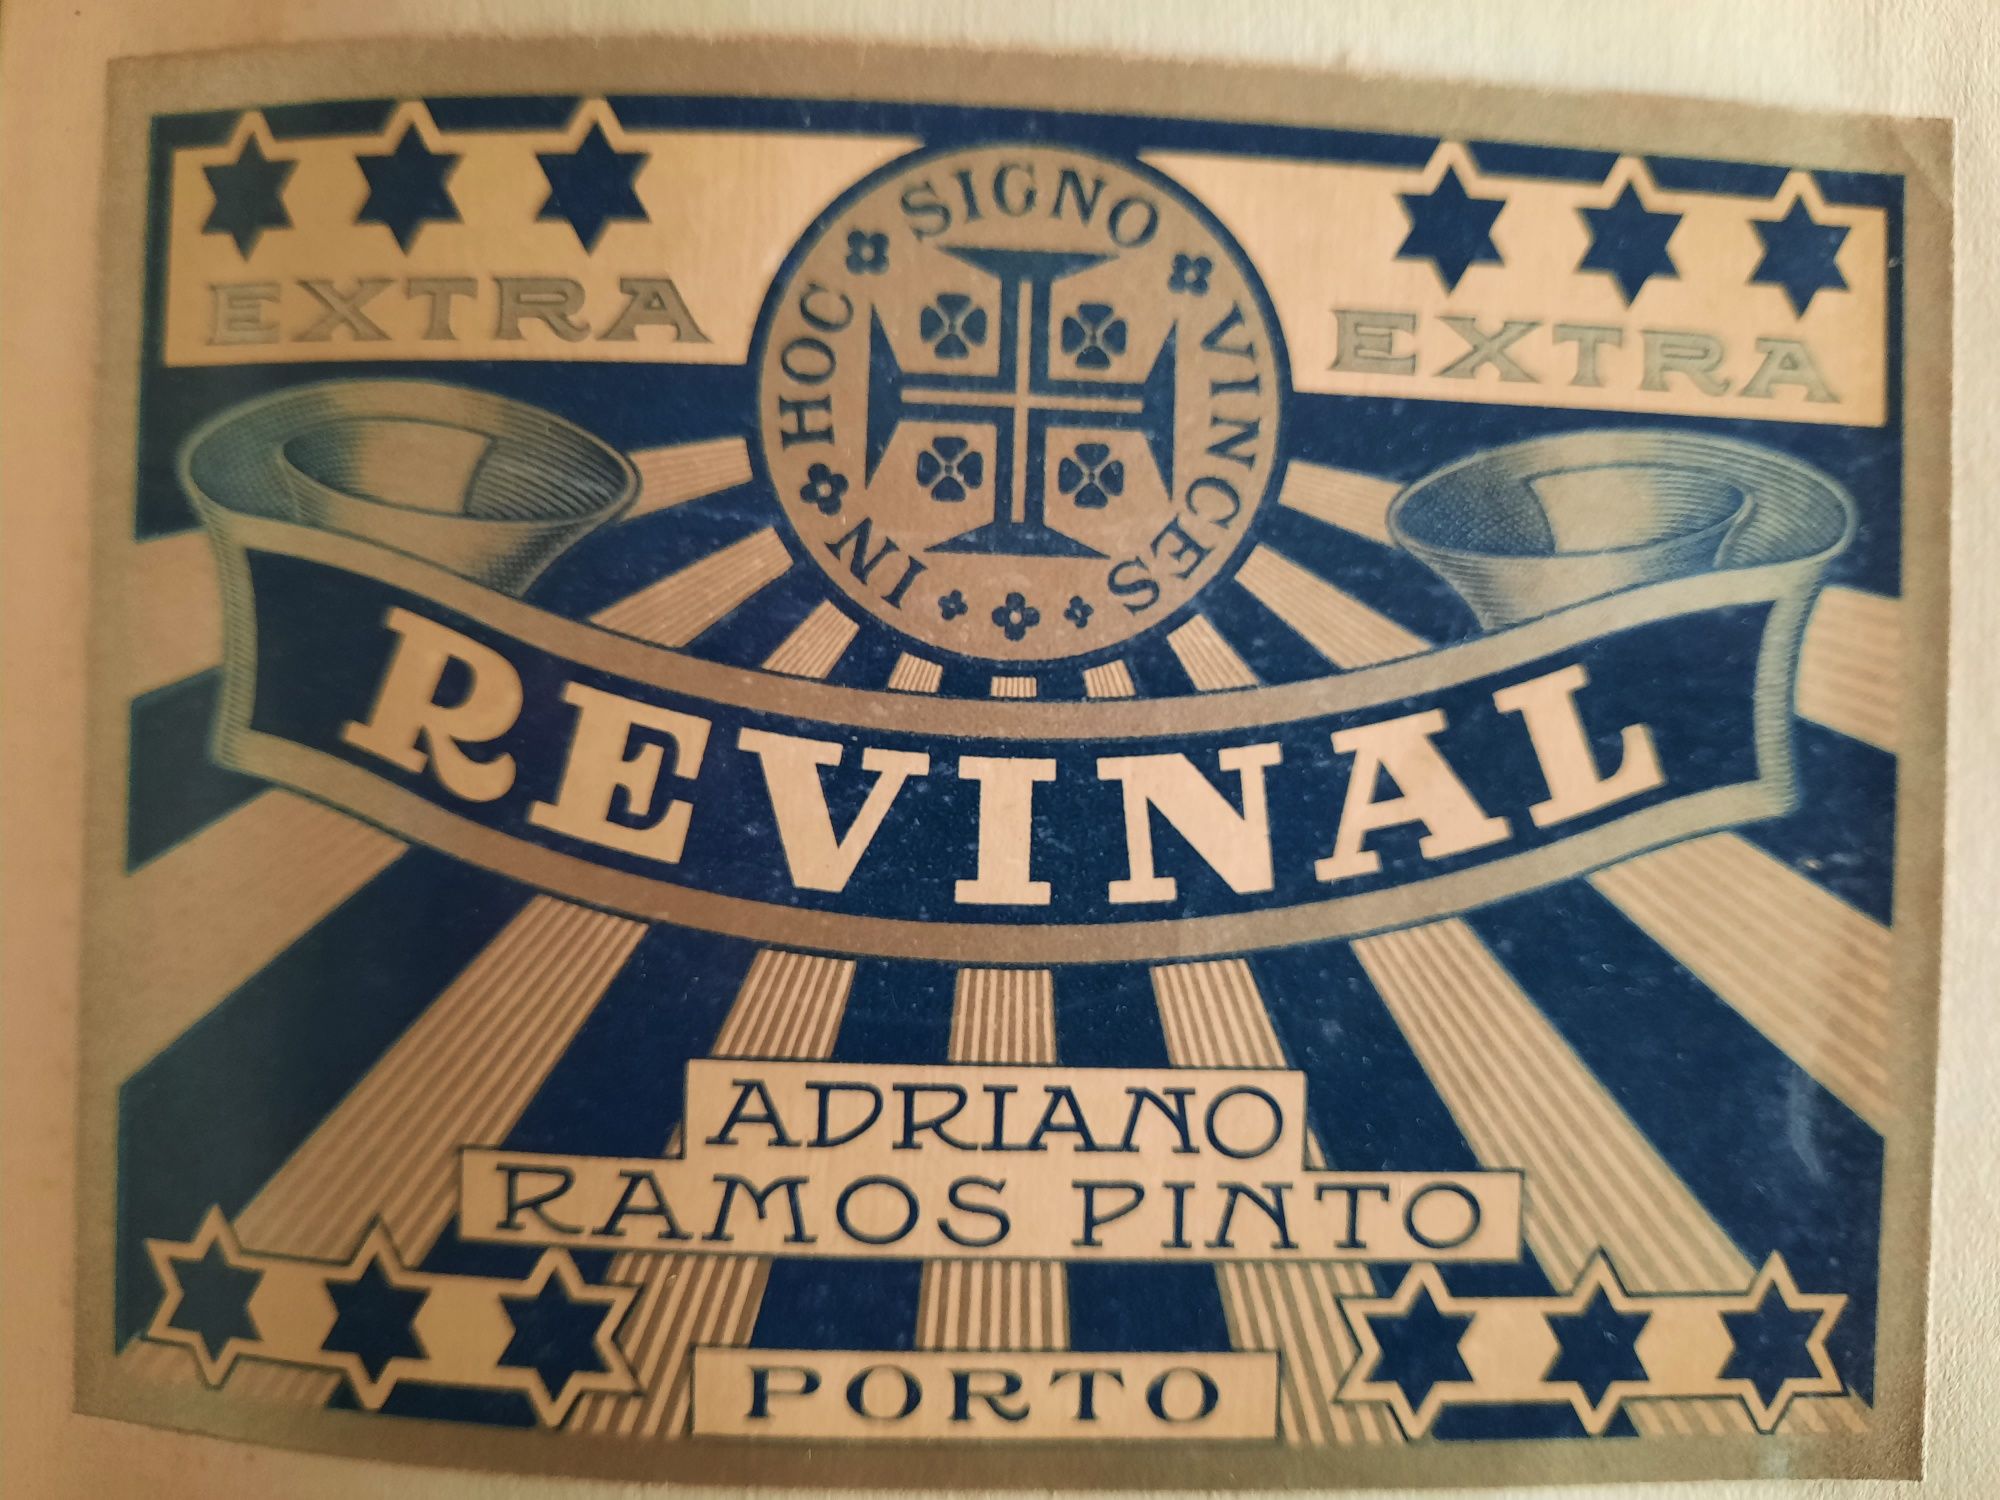 EXTRA
EXTRA
IN HOC SIGNO VINCES
REVINAL
ADRIANO
RAMOS PINTO
PORTO